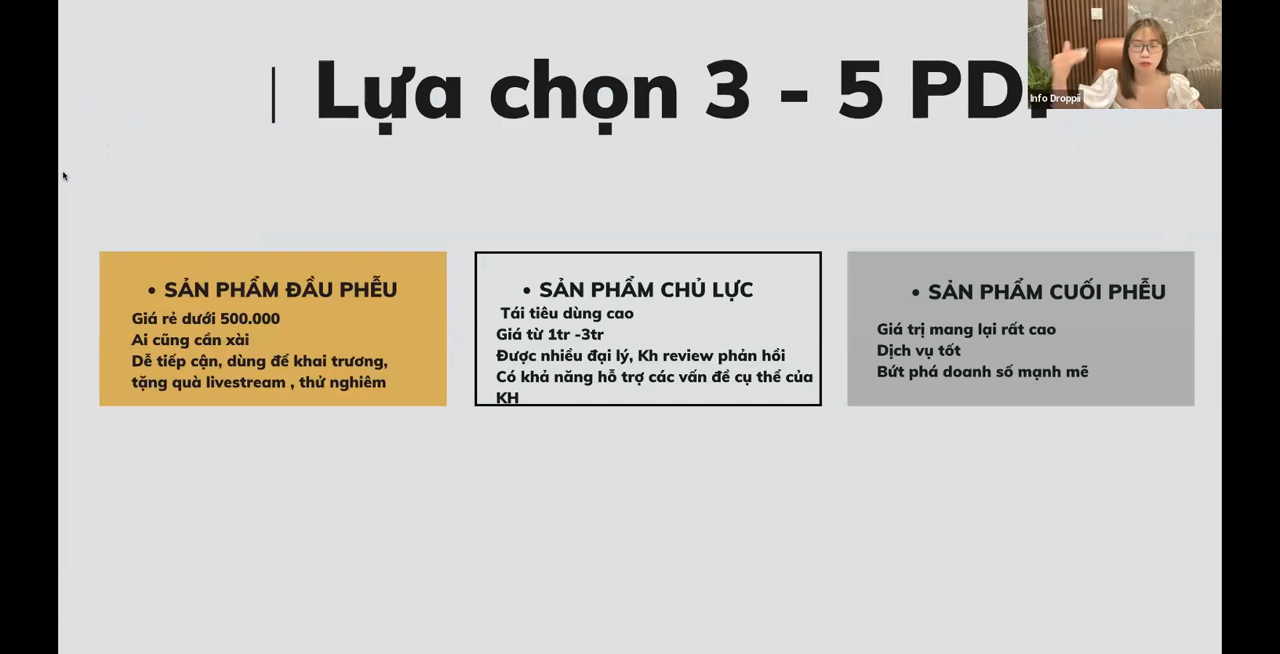 Lựa chọn 3 - 5 PD
Info Droppii
• SẢN PHẨM ĐẦU PHỄU
Giá rẻ dưới 500.000
Ai cũng cần xài
Dễ tiếp cận, dùng để khai trương,
tặng quà livestream , thử nghiêm
• SẢN PHẨM CHỦ LỰC
Tái tiêu dùng cao
Giá từ 1tr -3tr
Được nhiều đại lý, Kh review phản hồi
Có khả năng hỗ trợ các vấn đề cụ thể của
KH
• SẢN PHẨM CUỐI PHỄU
Giá trị mang lại rất cao
Dịch vụ tốt
Bứt phá doanh số mạnh mẽ